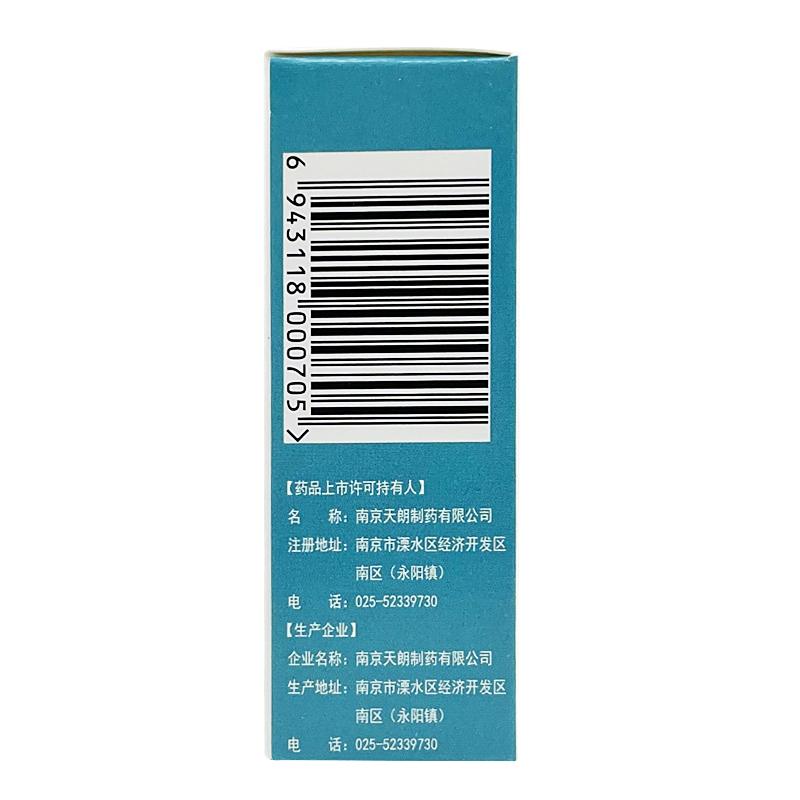 6 943118 000705 >
【药品上市许可持有人】
名 称：南京天朗制药有限公司
注册地址：南京市溧水区经济开发区
南区（永阳镇）
电 话：025-52339730
【生产企业】
企业名称：南京天朗制药有限公司
生产地址：南京市溧水区经济开发区
南区（永阳镇）
电 话：025-52339730